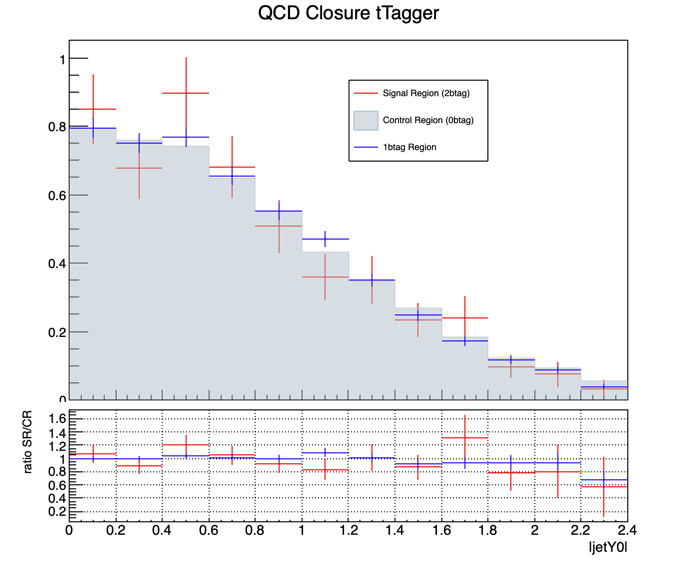 QCD Closure tTagger
1
0.8
0.6
0.4
0.2
0
Signal Region (2btag)
Control Region (0btag)
1btag Region
ratio SR/CR
1.6
1.4
1.2
1
0.8
0.6
0.4
0.2
0 0.2 0.4 0.6 0.8 1 1.2 1.4 1.6 1.8 2 2.2 2.4
|jetY0|